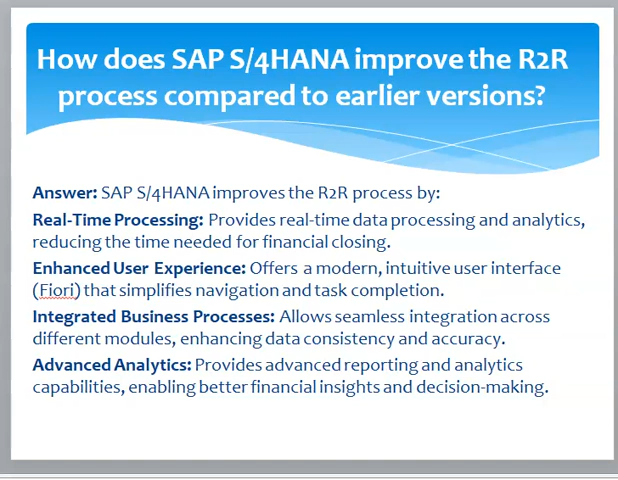 How does SAP S/4HANA improve the R2R
process compared to earlier versions?
Answer: SAP S/4HANA improves the R2R process by:
Real-Time Processing: Provides real-time data processing and analytics,
reducing the time needed for financial closing.
Enhanced User Experience: Offers a modern, intuitive user interface
(Fiori) that simplifies navigation and task completion.
Integrated Business Processes: Allows seamless integration across
different modules, enhancing data consistency and accuracy.
Advanced Analytics: Provides advanced reporting and analytics
capabilities, enabling better financial insights and decision-making.